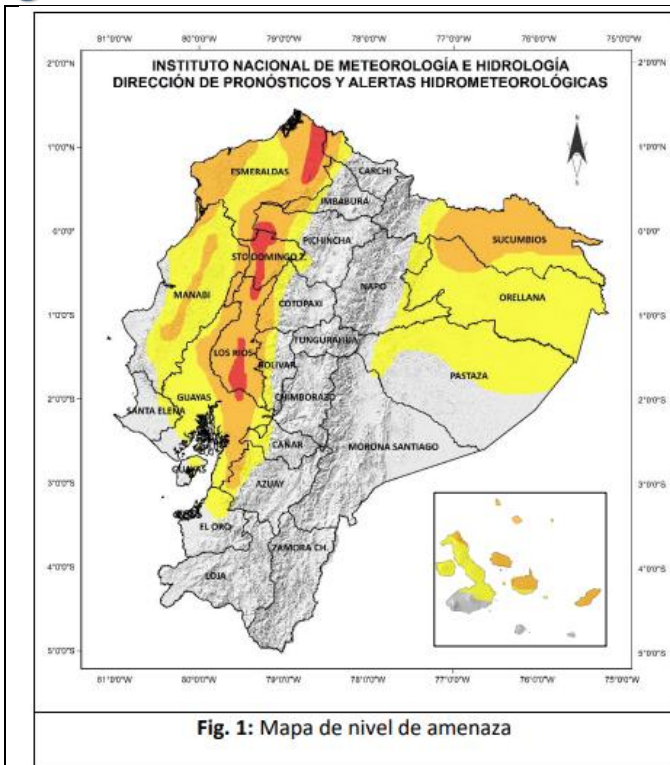 INSTITUTO NACIONAL DE METEOROLOGÍA E HIDROLOGÍA
DIRECCIÓN DE PRONÓSTICOS Y ALERTAS HIDROMETEOROLÓGICAS
81°0'0"W 80°0'0"W 79°0'0"W 78°0'0"W 77°0'0"W 76°0'0"W 75°0'0"W
2°0'0"N 2°0'0"N
1°0'0"N 1°0'0"N
ESMERALDAS
CARCHI
IMBABURA
0°0'0" 0°0'0"
PICHINCHA
SUCUMBIOS
STO DOMINGO T.
NAPO
ORELLANA
MANABI
COTOPAXI
1°0'0"S 1°0'0"S
TUNGURAHUA
LOS RIOS
BOLIVAR
PASTAZA
GUAYAS
CHIMBORAZO
2°0'0"S 2°0'0"S
SANTA ELENA
CAÑAR
MORONA SANTIAGO
GUAYAS
3°0'0"S 3°0'0"S
AZUAY
EL ORO
ZAMORA CH.
LOJA
4°0'0"S 4°0'0"S
5°0'0"S 5°0'0"S
81°0'0"W 80°0'0"W 79°0'0"W 78°0'0"W 77°0'0"W 76°0'0"W 75°0'0"W
Fig. 1: Mapa de nivel de amenaza